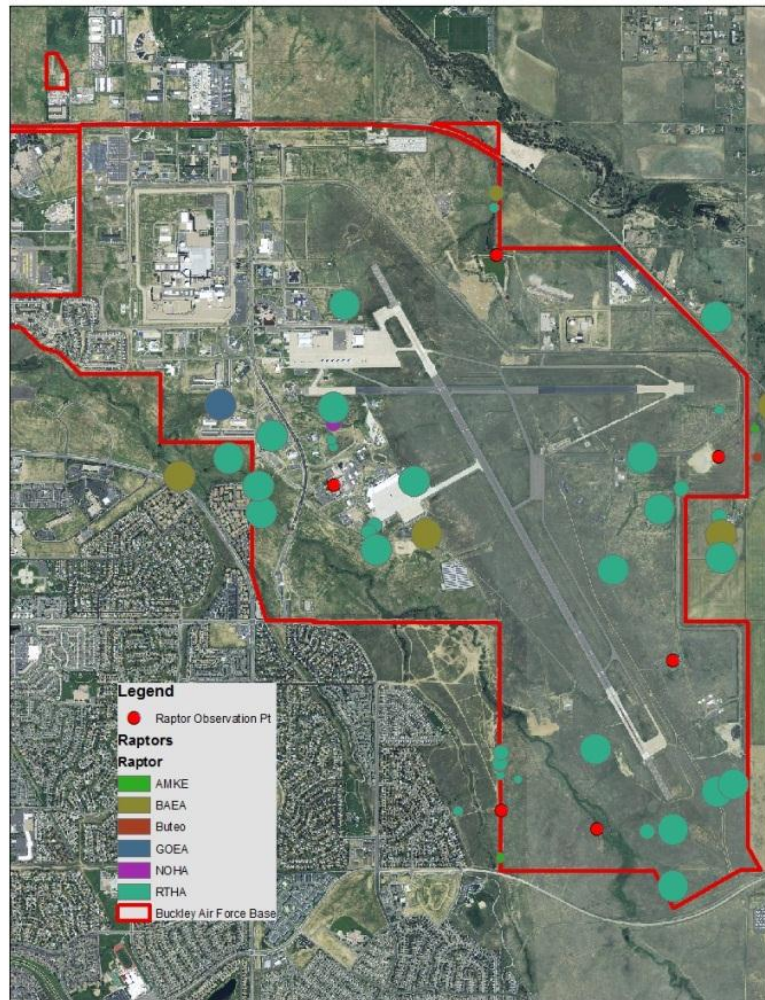 Legend
Raptor Observation Pt
Raptors
Raptor
AMKE
BAEA
Buteo
GOEA
NOHA
RTHA
Buckley Air Force Base